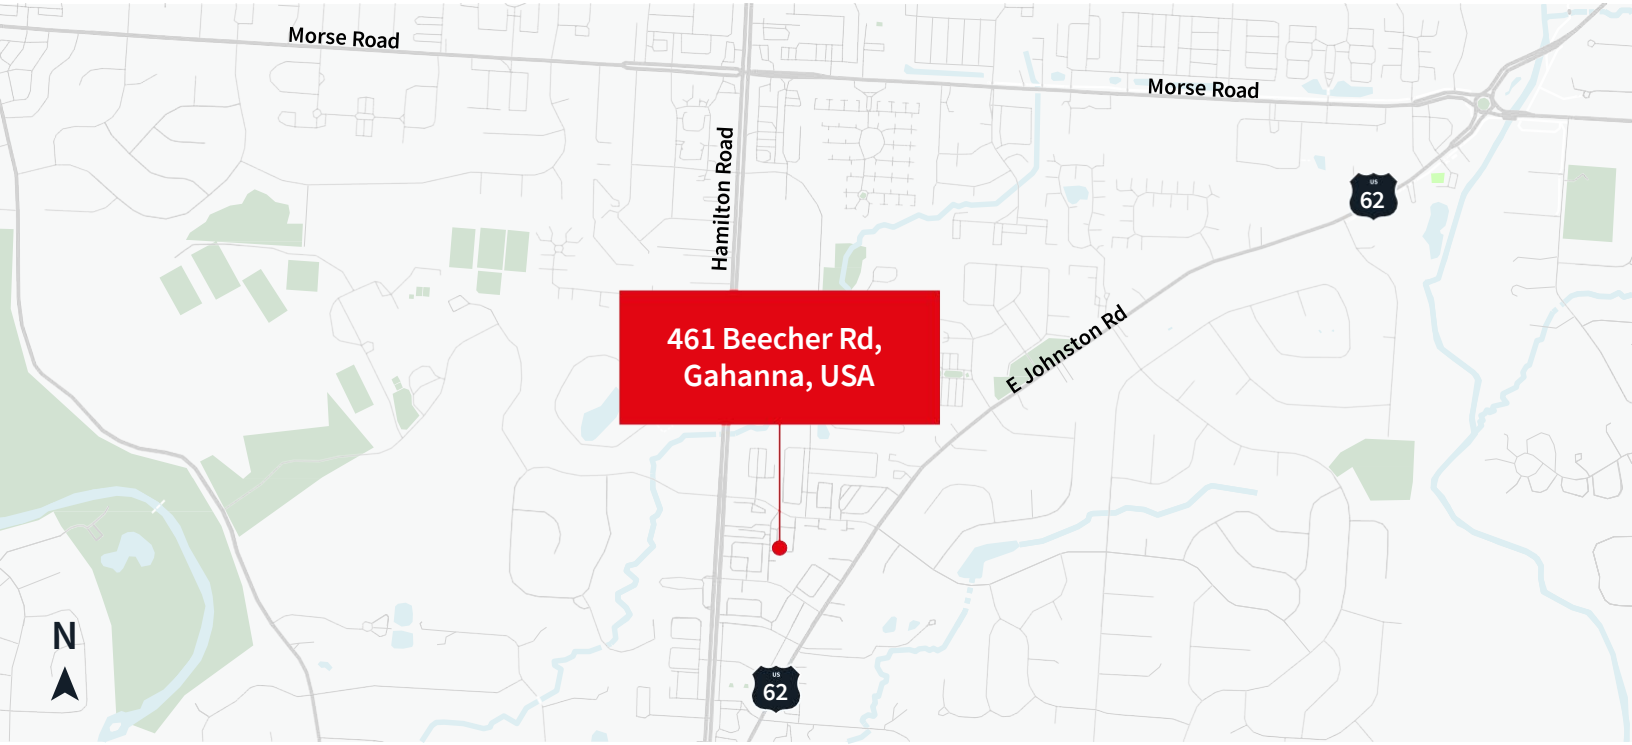 Morse Road
Morse Road
Hamilton Road
US
62
461 Beecher Rd,
Gahanna, USA
E Johnston Rd
N
US
62